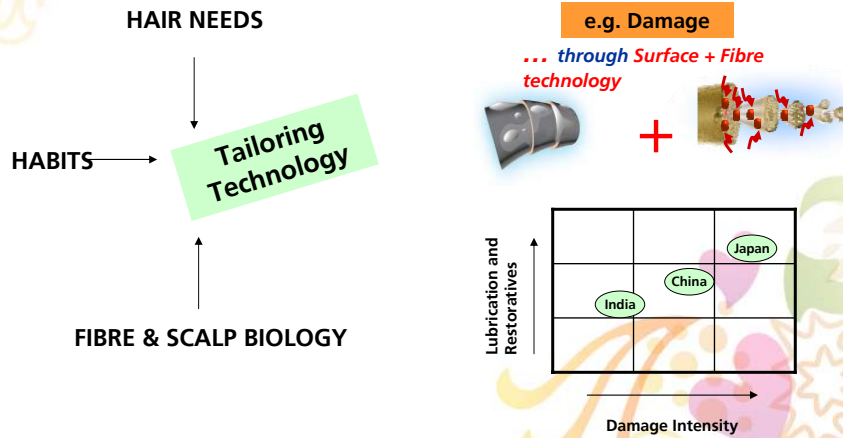 HAIR NEEDS
HABITS
Tailoring
Technology
FIBRE & SCALP BIOLOGY
e.g. Damage
... through Surface + Fibre
technology
+
Lubrication and
Restoratives
Japan
China
India
Damage Intensity